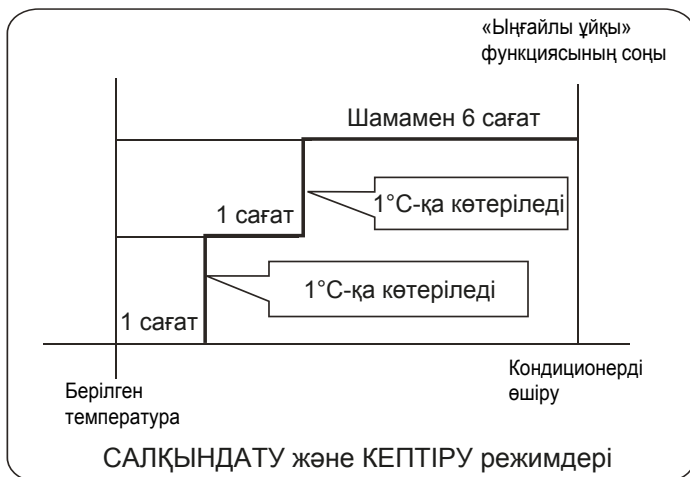 «Ыңғайлы ұйқы»
функциясының соңы
Шамамен 6 сағат
1°C-қа көтеріледі
1 сағат
1°C-қа көтеріледі
1 сағат
Берілген
температура
Кондиционерді
өшіру
САЛҚЫНДАТУ және КЕПТІРУ режимдері